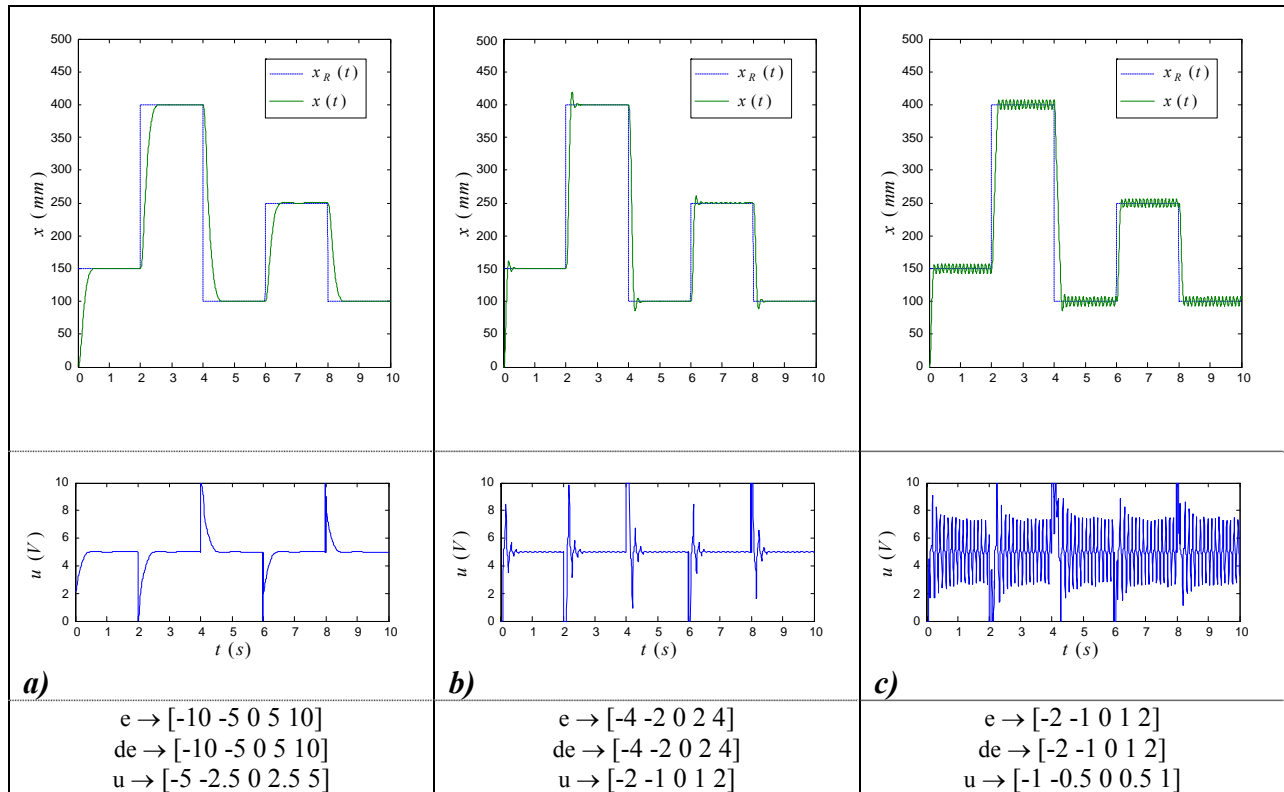 500
450
400
350
300
250
200
150
100
50
0
x (mm)
x_R (t)
x (t)
0 1 2 3 4 5 6 7 8 9 10
10
8
6
4
2
0
u (V)
0 1 2 3 4 5 6 7 8 9 10
t (s)
a)
e → [-10 -5 0 5 10]
de → [-10 -5 0 5 10]
u → [-5 -2.5 0 2.5 5]
500
450
400
350
300
250
200
150
100
50
0
x (mm)
x_R (t)
x (t)
0 1 2 3 4 5 6 7 8 9 10
10
8
6
4
2
0
u (V)
0 1 2 3 4 5 6 7 8 9 10
t (s)
b)
e → [-4 -2 0 2 4]
de → [-4 -2 0 2 4]
u → [-2 -1 0 1 2]
500
450
400
350
300
250
200
150
100
50
0
x (mm)
x_R (t)
x (t)
0 1 2 3 4 5 6 7 8 9 10
10
8
6
4
2
0
u (V)
0 1 2 3 4 5 6 7 8 9 10
t (s)
c)
e → [-2 -1 0 1 2]
de → [-2 -1 0 1 2]
u → [-1 -0.5 0 0.5 1]